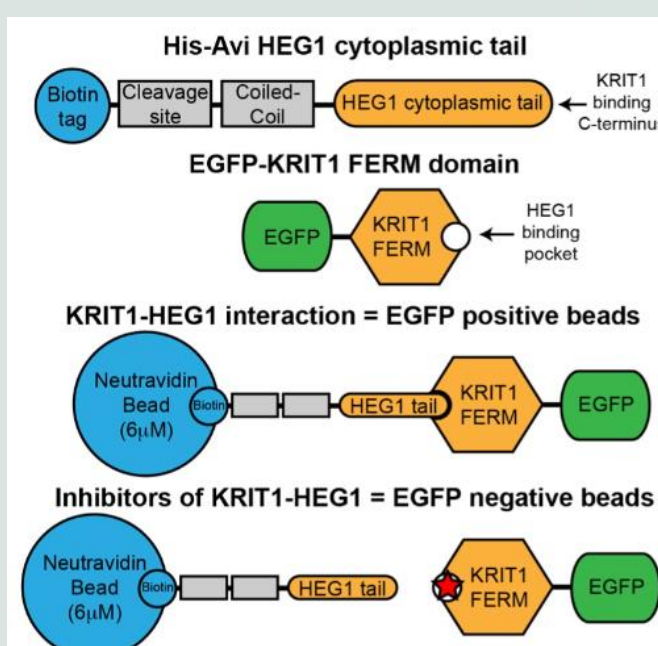 His-Avi HEG1 cytoplasmic tail
Biotin tag
Cleavage site
Coiled-Coil
HEG1 cytoplasmic tail
KRIT1 binding C-terminus
EGFP-KRIT1 FERM domain
EGFP
KRIT1 FERM
HEG1 binding pocket
KRIT1-HEG1 interaction = EGFP positive beads
Neutravidin Bead (6μM)
Biotin
HEG1 tail
KRIT1 FERM
EGFP
Inhibitors of KRIT1-HEG1 = EGFP negative beads
Neutravidin Bead (6μM)
Biotin
HEG1 tail
KRIT1 FERM
EGFP